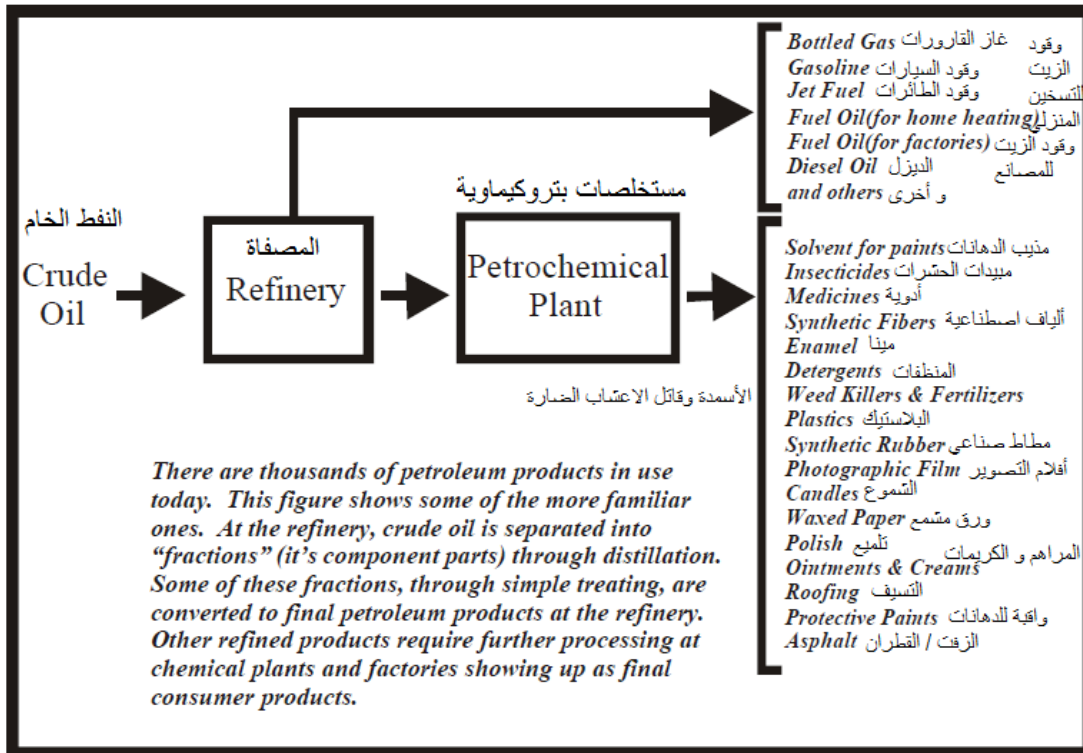 النفط الخام
Crude
Oil
المصفاة
Refinery
مستخلصات بتروكيماوية
Petrochemical
Plant
Bottled Gas غاز القارورات وقود
Gasoline وقود السيارات الزيت
Jet Fuel وقود الطائرات للتسخين
Fuel Oil(for home heating) المنزلي
Fuel Oil(for factories) وقود الزيت
Diesel Oil الديزل للمصانع
and others و أخرى
Solvent for paints مذيب الدهانات
Insecticides مبيدات الحشرات
Medicines أدوية
Synthetic Fibers ألياف اصطناعية
Enamel مينا
Detergents المنظفات
Weed Killers & Fertilizers
الأسمدة وقاتل الاعشاب الضارة
Plastics البلاستيك
Synthetic Rubber مطاط صناعي
Photographic Film أفلام التصوير
Candles الشموع
Waxed Paper ورق مشمع
Polish تلميع
Ointments & Creams المراهم و الكريمات
Roofing التسيف
Protective Paints واقية للدهانات
Asphalt الزفت / القطران
There are thousands of petroleum products in use
today. This figure shows some of the more familiar
ones. At the refinery, crude oil is separated into
“fractions” (it’s component parts) through distillation.
Some of these fractions, through simple treating, are
converted to final petroleum products at the refinery.
Other refined products require further processing at
chemical plants and factories showing up as final
consumer products.